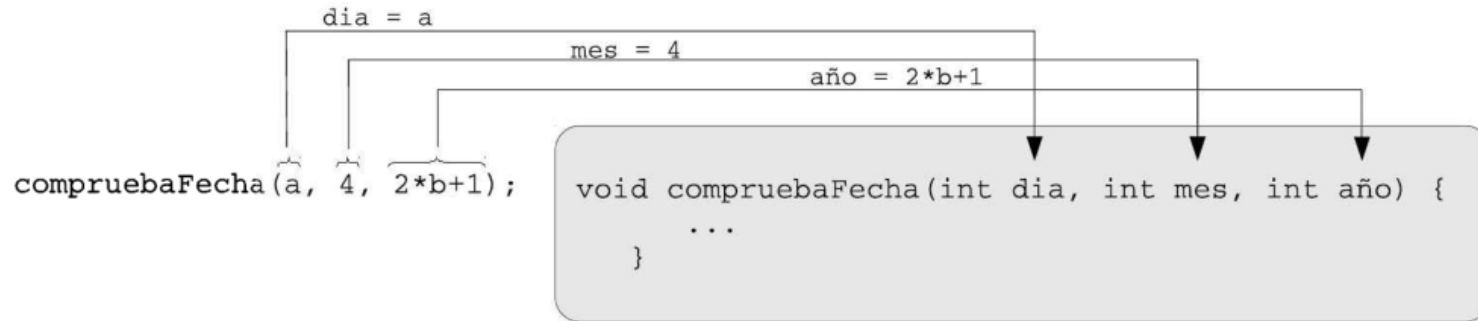 dia = a
mes = 4
año = 2*b+1
compruebaFecha(a, 4, 2*b+1);
void compruebaFecha(int dia, int mes, int año) {
...
}